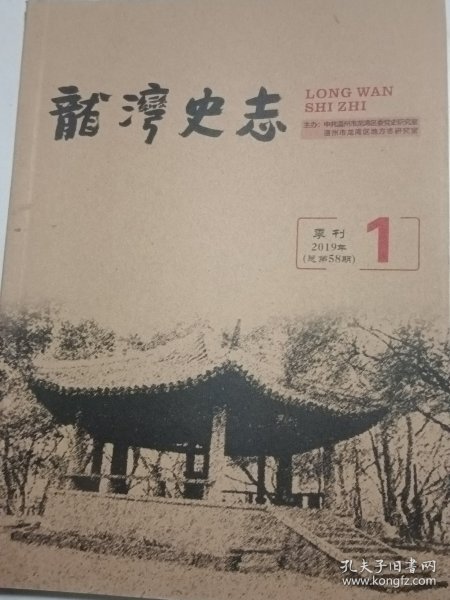 龍灣史志
LONG WAN
SHI ZHI
主办：中共温州市龙湾区委党史研究室
温州市龙湾区地方志研究室
季刊
2019年
(总第58期)
1
孔夫子旧书网
www.kongfz.com